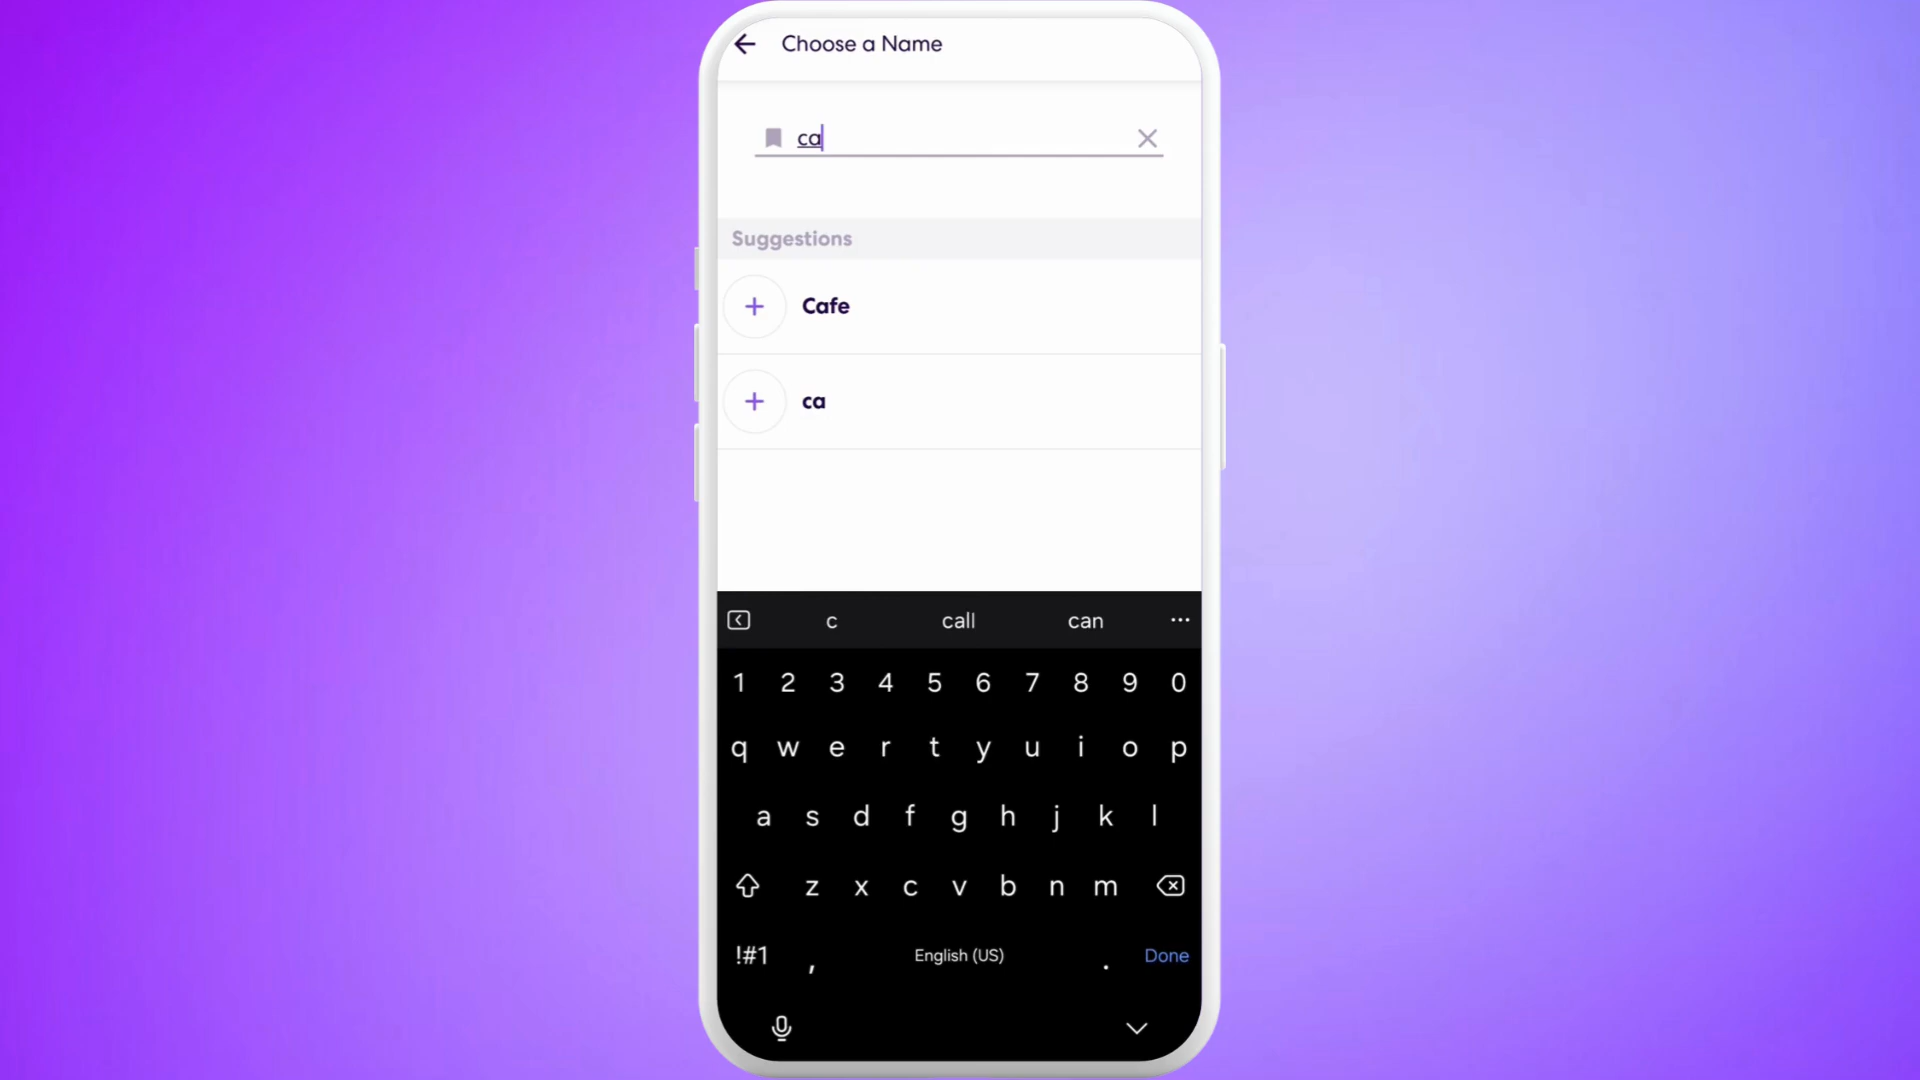 Choose a Name
ca
Suggestions
Cafe
ca
c call can
1 2 3 4 5 6 7 8 9 0
q w e r t y u i o p
a s d f g h j k l
z x c v b n m
!#1 , English (US) . Done